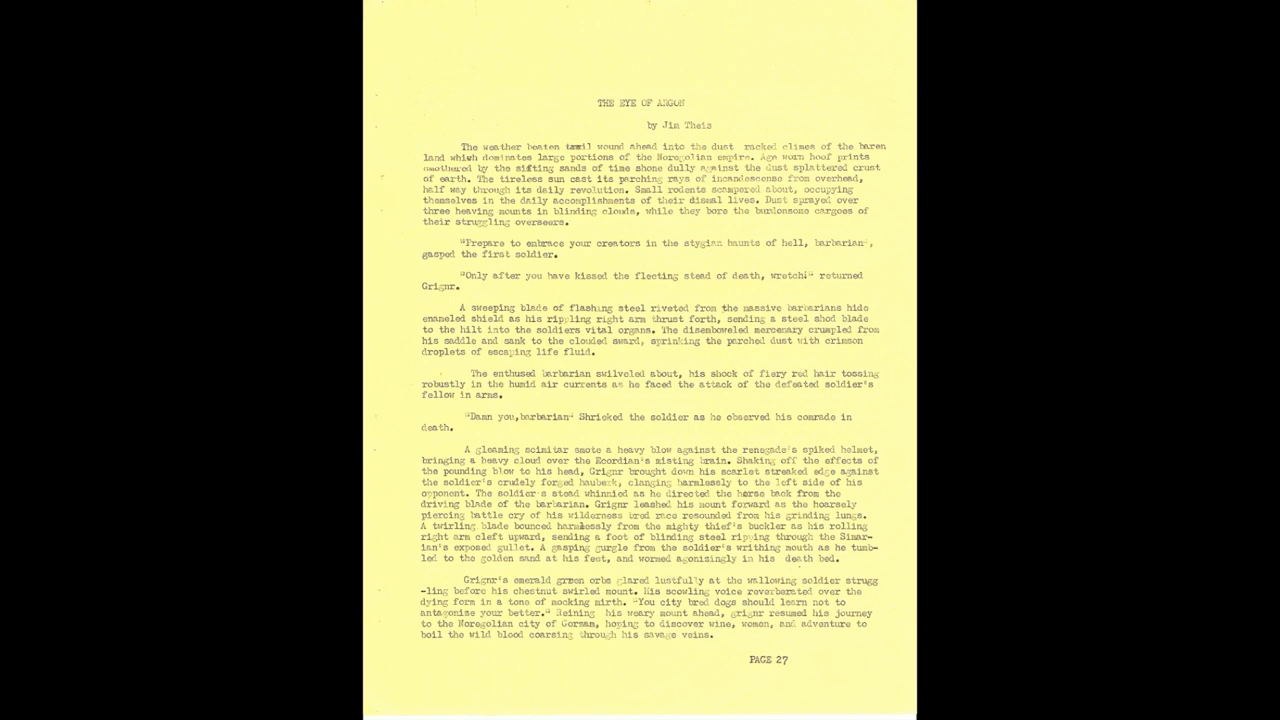 THE EYE OF ARGON
by Jim Theis
The weather beaten trail wound ahead into the dust racked climes of the baren
land which dominates large portions of the Noregolian empire. Age worn hoof prints
smothered by the sifting sands of time shone dully against the dust splattered crust
of earth. The tireless sun cast its parching rays of incandescense from overhead,
half way through its daily revolution. Small rodents scampered about, occupying
themselves in the daily accomplishments of their dismal lives. Dust sprayed over
three heaving mounts in blinding clouds, while they bore the burdonsome cargoes of
their struggling overseers.
"Prepare to embrace your creators in the stygian haunts of hell, barbarian",
gasped the first soldier.
"Only after you have kissed the fleeting stead of death, wretch!" returned
Grignr.
A sweeping blade of flashing steel riveted from the massive barbarians hide
enameled shield as his rippling right arm thrust forth, sending a steel shod blade
to the hilt into the soldiers vital organs. The disemboweled mercenary crumpled from
his saddle and sank to the clouded sward, sprinking the parched dust with crimson
droplets of escaping life fluid.
The enthused barbarian swilveled about, his shock of fiery red hair tossing
robustly in the humid air currents as he faced the attack of the defeated soldier's
fellow in arms.
"Damn you,barbarian" Shrieked the soldier as he observed his comrade in
death.
A gleaming scimitar smote a heavy blow against the renegade's spiked helmet,
bringing a heavy cloud over the Ecordian's misting brain. Shaking off the effects of
the pounding blow to his head, Grignr brought down his scarlet streaked edge against
the soldier's crudely forged hauberk, clanging harmlessly to the left side of his
opponent. The soldier's stead whinnied as he directed the horse back from the
driving blade of the barbarian. Grignr leashed his mount forward as the hoarsely
piercing battle cry of his wilderness bred race resounded from his grinding lungs.
A twirling blade bounced harmlessly from the mighty thief's buckler as his rolling
right arm cleft upward, sending a foot of blinding steel ripping through the Simar-
ian's exposed gullet. A gasping gurgle from the soldier's writhing mouth as he tumb-
led to the golden sand at his feet, and wormed agonizingly in his death bed.
Grignr's emerald green orbs glared lustfully at the wallowing soldier strugg
-ling before his chestnut swirled mount. His scowling voice reverberated over the
dying form in a tone of mocking mirth. "You city bred dogs should learn not to
antagonize your better." Reining his weary mount ahead, grignr resumed his journey
to the Noregolian city of Gorzam, hoping to discover wine, women, and adventure to
boil the wild blood coarsing through his savage veins.
PAGE 27